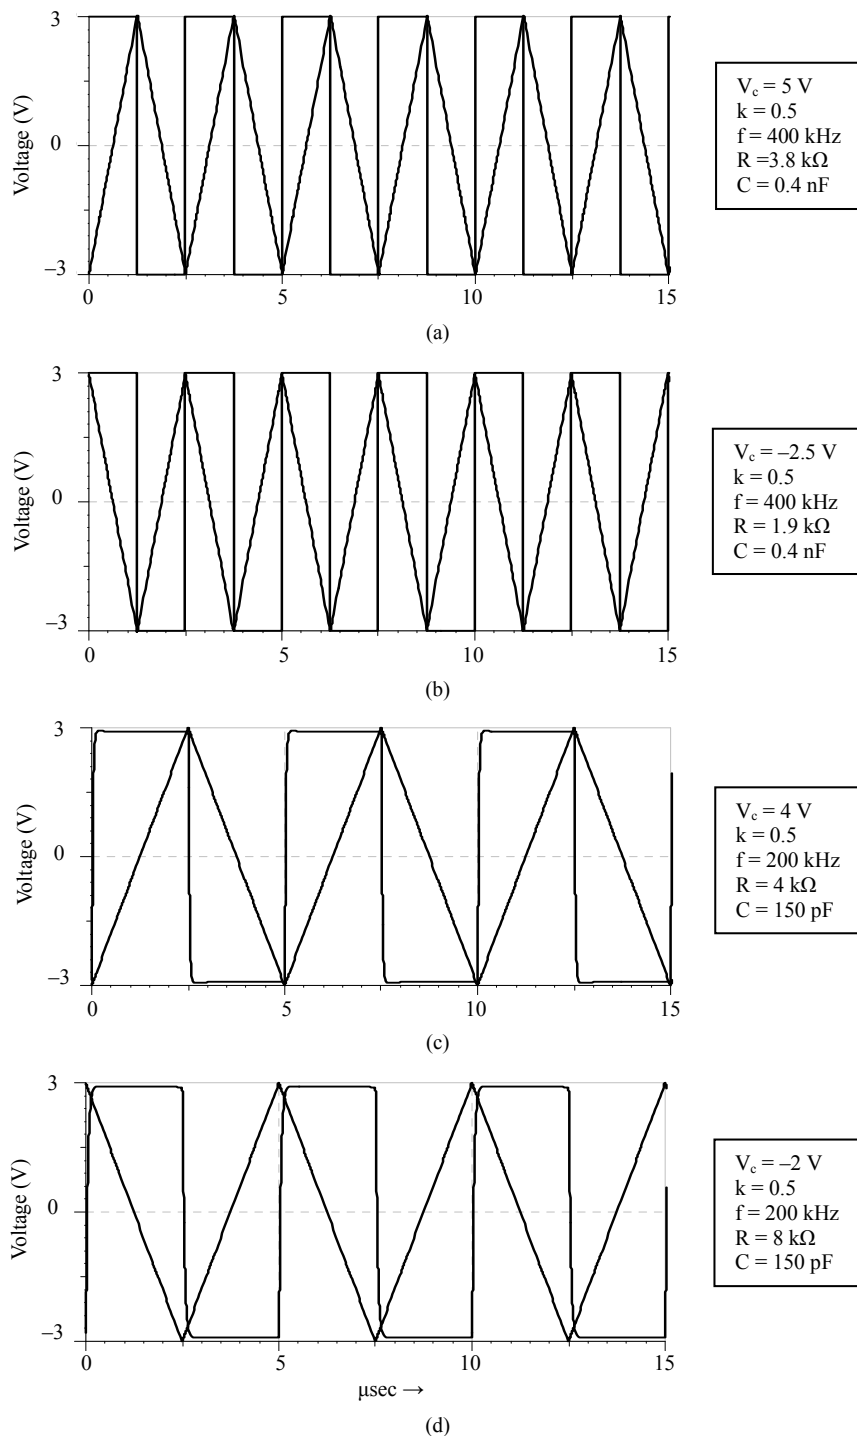 3
0
–3
Voltage (V)
0
5
10
15
(a)
V_c = 5 V
k = 0.5
f = 400 kHz
R =3.8 kΩ
C = 0.4 nF
3
0
–3
Voltage (V)
0
5
10
15
(b)
V_c = –2.5 V
k = 0.5
f = 400 kHz
R = 1.9 kΩ
C = 0.4 nF
3
0
–3
Voltage (V)
0
5
10
15
(c)
V_c = 4 V
k = 0.5
f = 200 kHz
R = 4 kΩ
C = 150 pF
3
0
–3
Voltage (V)
0
5
10
15
μsec →
(d)
V_c = –2 V
k = 0.5
f = 200 kHz
R = 8 kΩ
C = 150 pF